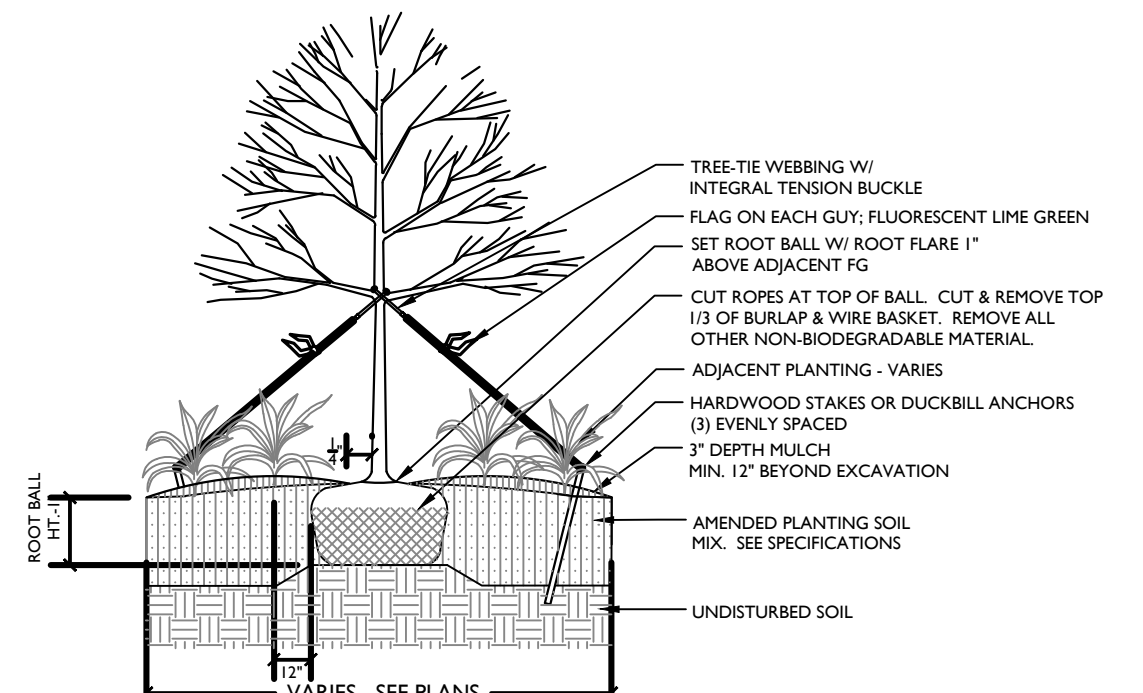 TREE-TIE WEBBING W/
INTEGRAL TENSION BUCKLE
FLAG ON EACH GUY; FLUORESCENT LIME GREEN
SET ROOT BALL W/ ROOT FLARE 1"
ABOVE ADJACENT FG
CUT ROPES AT TOP OF BALL. CUT & REMOVE TOP
1/3 OF BURLAP & WIRE BASKET. REMOVE ALL
OTHER NON-BIODEGRADABLE MATERIAL.
ADJACENT PLANTING - VARIES
HARDWOOD STAKES OR DUCKBILL ANCHORS
(3) EVENLY SPACED
3" DEPTH MULCH
MIN. 12" BEYOND EXCAVATION
AMENDED PLANTING SOIL
MIX. SEE SPECIFICATIONS
UNDISTURBED SOIL
1/4"
ROOT BALL
HT.-1
12"
VARIES - SEE PLANS